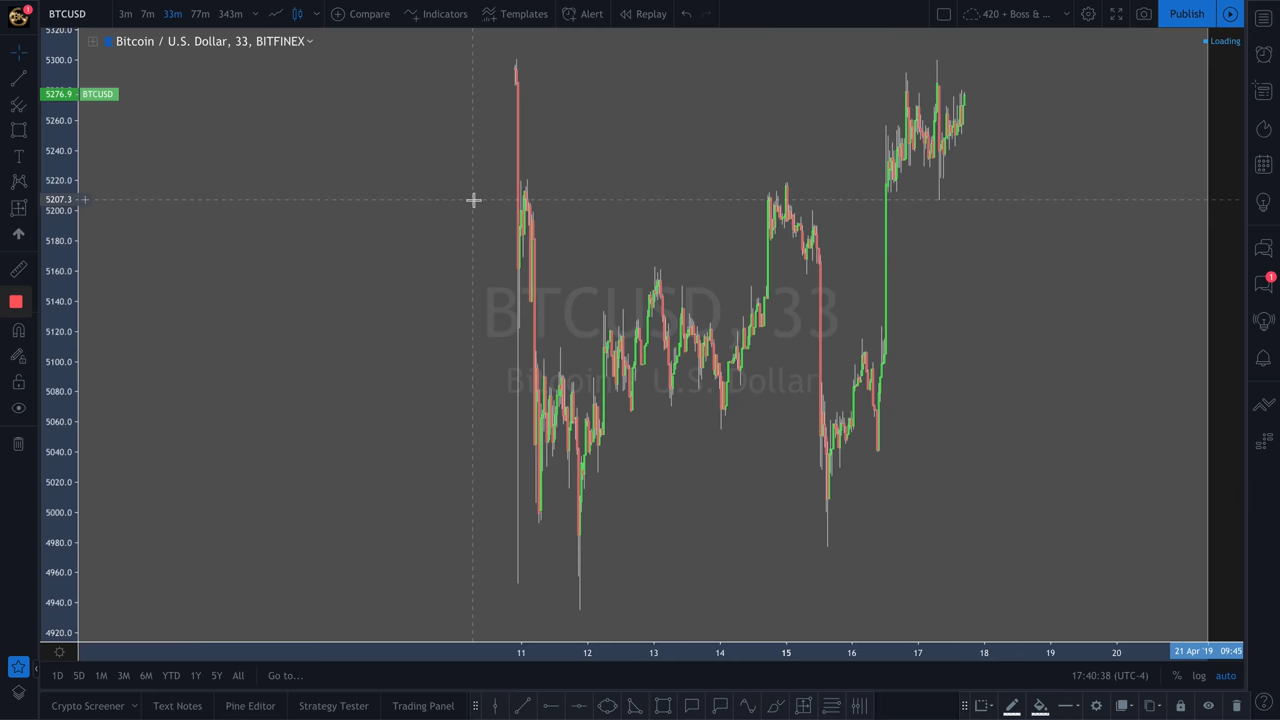 1
BTCUSD 3m 7m 33m 77m 343m Compare Indicators Templates Alert Replay 420 + Boss & ... Publish
Bitcoin / U.S. Dollar, 33, BITFINEX
Loading
5320.0
5300.0
5276.9 BTCUSD
5260.0
5240.0
5220.0
5207.3
5200.0
5180.0
5160.0
5140.0
5120.0
5100.0
5080.0
5060.0
5040.0
5020.0
5000.0
4980.0
4960.0
4940.0
4920.0
BTCUSD, 33
Bitcoin / U.S. Dollar
1
11 12 13 14 15 16 17 18 20 21 Apr '19 09:45
1D 5D 1M 3M 6M YTD 1Y 5Y All Go to... 17:40:38 (UTC-4) % log auto
Crypto Screener Text Notes Pine Editor Strategy Tester Trading Panel